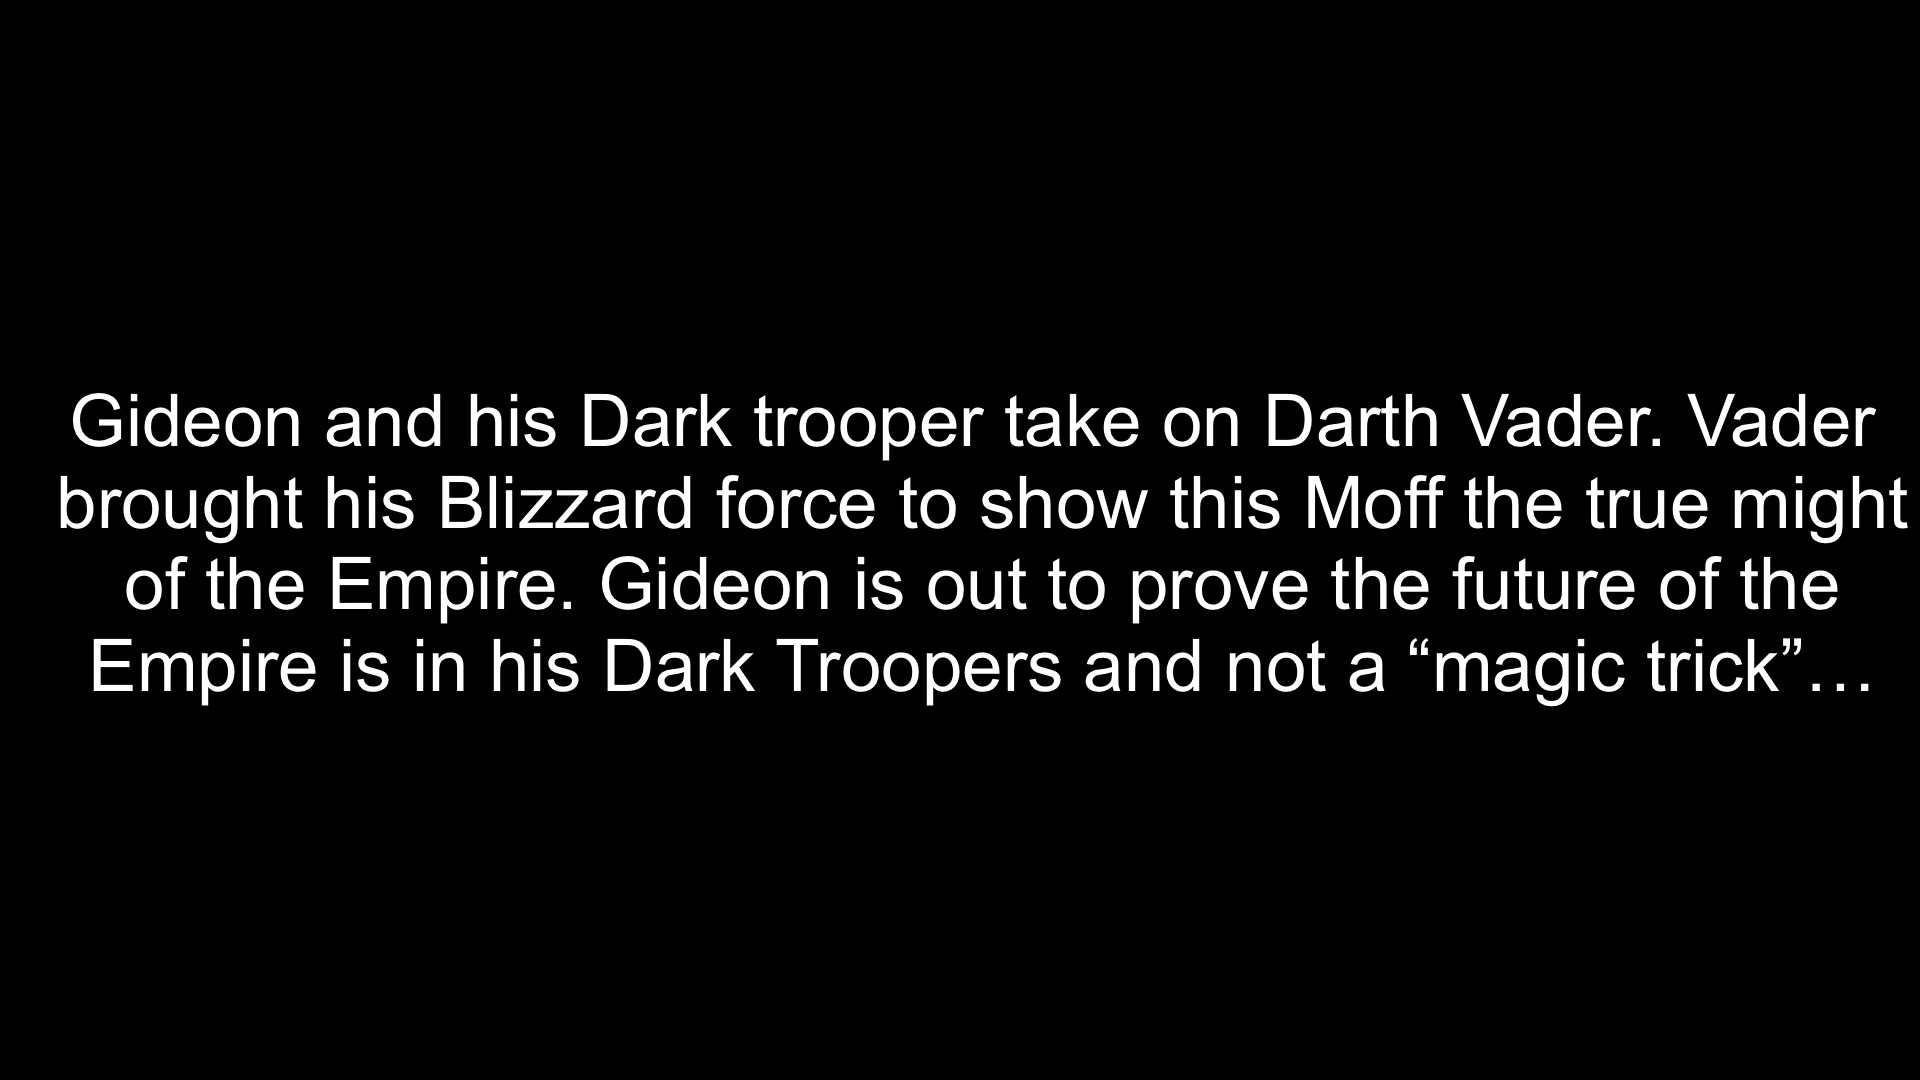 Gideon and his Dark trooper take on Darth Vader. Vader
brought his Blizzard force to show this Moff the true might
of the Empire. Gideon is out to prove the future of the
Empire is in his Dark Troopers and not a “magic trick”…